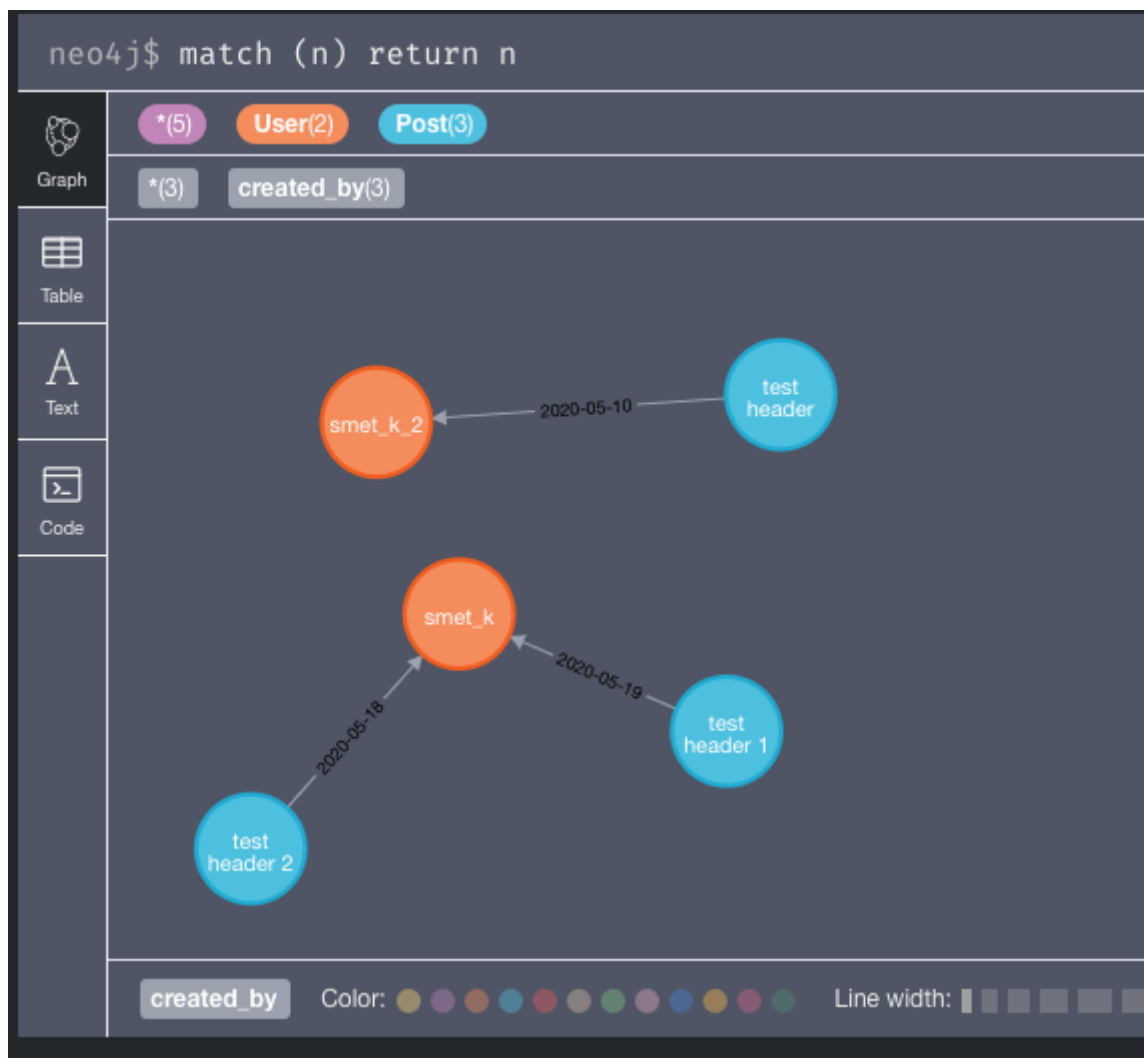 neo4j$ match (n) return n
*(5) User(2) Post(3)
Graph
*(3) created_by(3)
Table
Text
Code
test
header
2020-05-10
smet_k_2
smet_k
2020-05-19
2020-05-18
test
header 1
test
header 2
created_by Color: Line width: